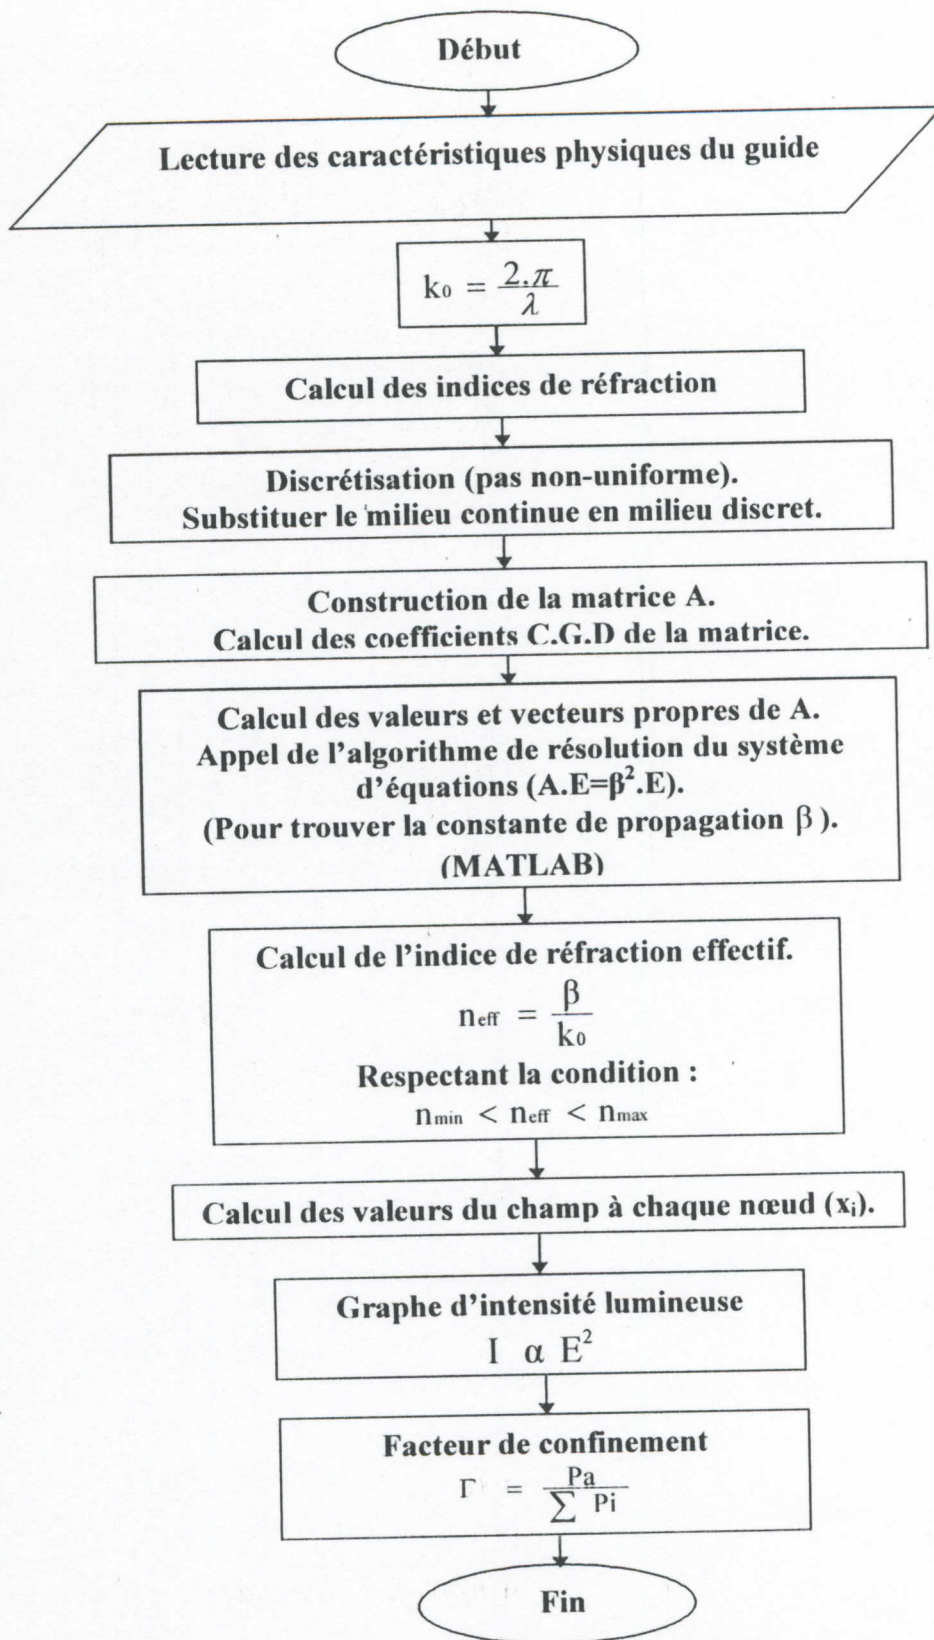 Début
Lecture des caractéristiques physiques du guide
k₀ = 2.π / λ
Calcul des indices de réfraction
Discrétisation (pas non-uniforme).
Substituer le milieu continue en milieu discret.
Construction de la matrice A.
Calcul des coefficients C.G.D de la matrice.
Calcul des valeurs et vecteurs propres de A.
Appel de l'algorithme de résolution du système
d'équations (A.E=β².E).
(Pour trouver la constante de propagation β ).
(MATLAB)
Calcul de l'indice de réfraction effectif.
n_eff = β / k₀
Respectant la condition :
n_min < n_eff < n_max
Calcul des valeurs du champ à chaque nœud (xᵢ).
Graphe d'intensité lumineuse
I α E²
Facteur de confinement
Γ = Pa / ∑ Pi
Fin